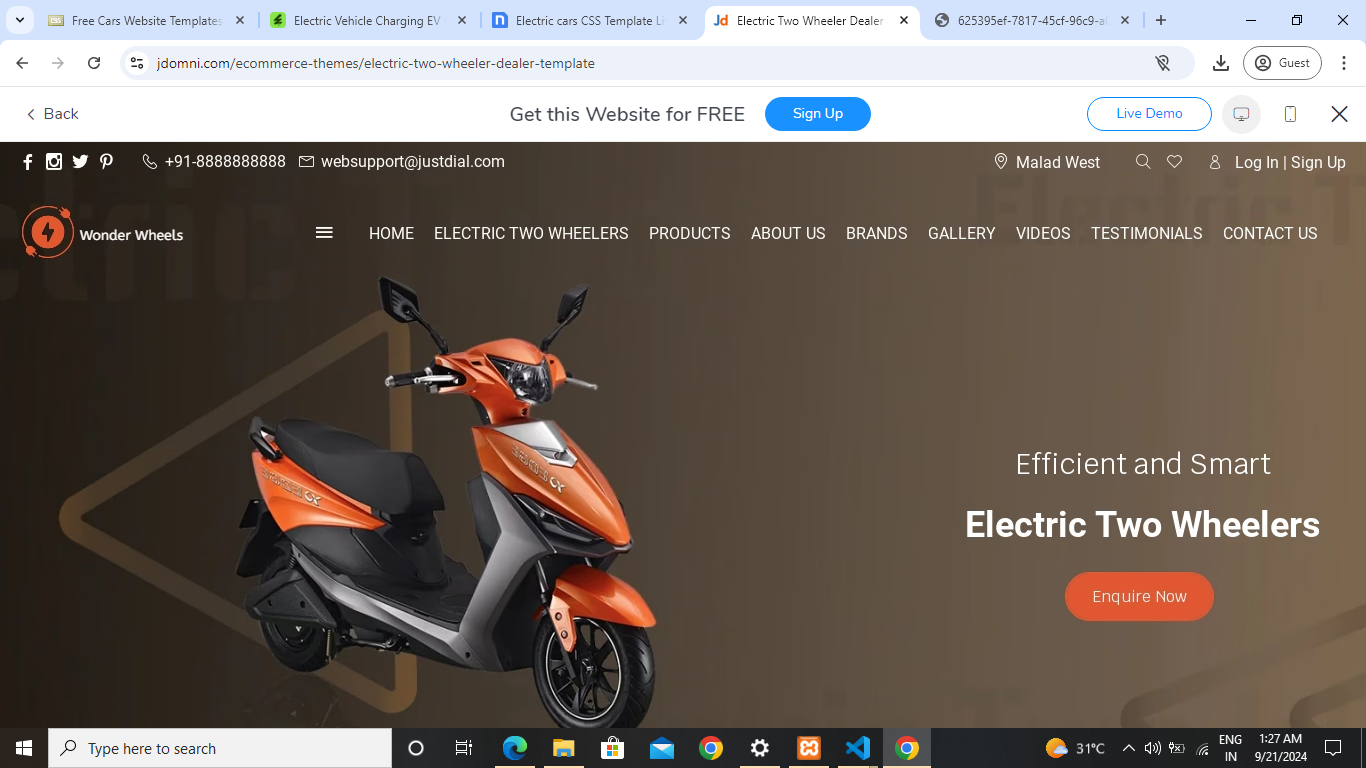 Free Cars Website Templates
Electric Vehicle Charging EV
Electric cars CSS Template Li
Electric Two Wheeler Dealer
625395ef-7817-45cf-96c9-a
jdomni.com/ecommerce-themes/electric-two-wheeler-dealer-template
Guest
Back
Get this Website for FREE
Sign Up
Live Demo
+91-8888888888
websupport@justdial.com
Malad West
Log In | Sign Up
Wonder Wheels
HOME
ELECTRIC TWO WHEELERS
PRODUCTS
ABOUT US
BRANDS
GALLERY
VIDEOS
TESTIMONIALS
CONTACT US
Efficient and Smart
Electric Two Wheelers
Enquire Now
Type here to search
31°C
ENG
IN
1:27 AM
9/21/2024